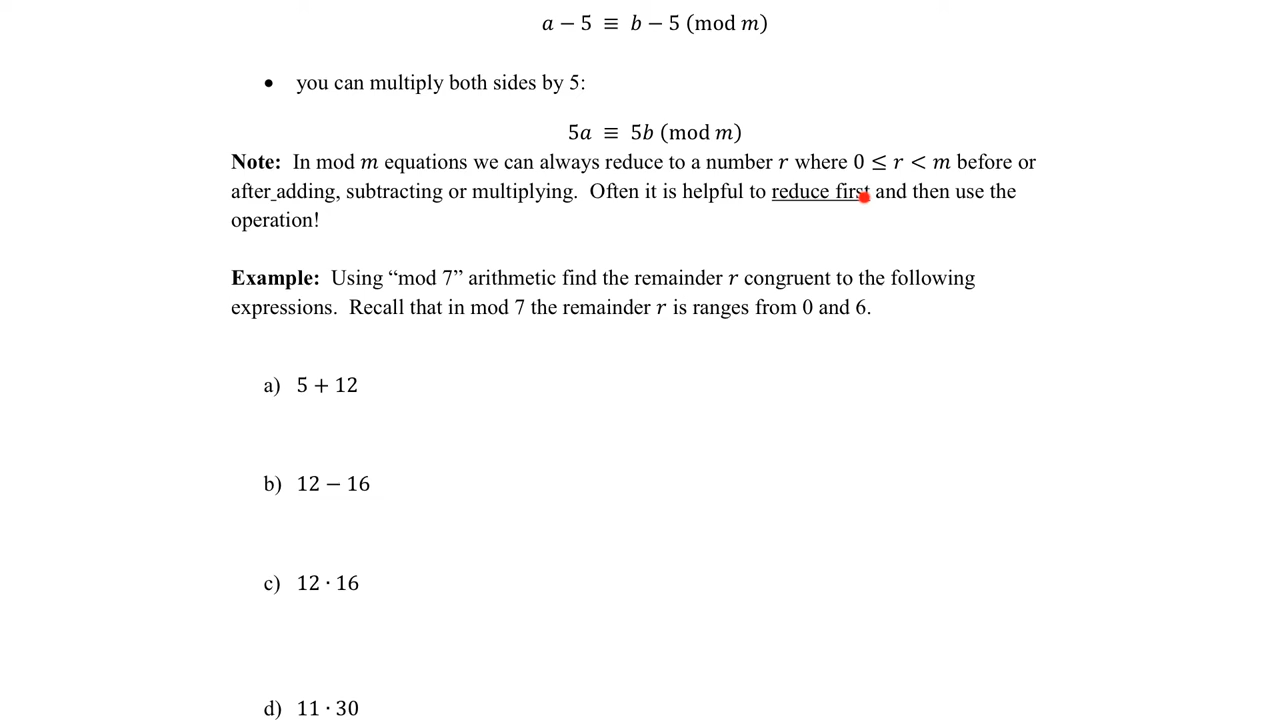 a − 5 ≡ b − 5 (mod m)
• you can multiply both sides by 5:
5a ≡ 5b (mod m)
Note: In mod m equations we can always reduce to a number r where 0 ≤ r < m before or
after adding, subtracting or multiplying. Often it is helpful to reduce first and then use the
operation!
Example: Using “mod 7” arithmetic find the remainder r congruent to the following
expressions. Recall that in mod 7 the remainder r is ranges from 0 and 6.
a) 5 + 12
b) 12 − 16
c) 12 · 16
d) 11 · 30